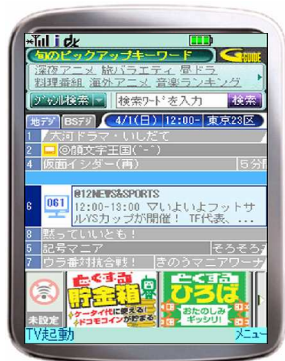 旬のピックアップキーワード
GGUIDE
深夜アニメ 旅バラエティ 昼ドラ
料理番組 海外アニメ 音楽ランキング
ジャンル検索 検索ワードを入力 検索
地デジ BSデジ 4/1(日) 12:00- 東京23区
1 大河ドラマ・いしだて
2 @顔文字王国(^-^)
4 仮面イシダー(再) 5分
6 061 @12NEWS&SPORTS
12:00-13:00 ▽いよいよフットサ
ルYSカップが開催! TF代表、...
8 黙っていいとも!
5 記号マニア そろそろ
7 ウラ番対抗合戦! きのうマニアワーナ
未設定
とくする
貯金箱
ケータイ代に使える!
ドコモコインが貯まる
とくする
ひろば
おたのしみ
ギッシリ!
TV起動 メニュー